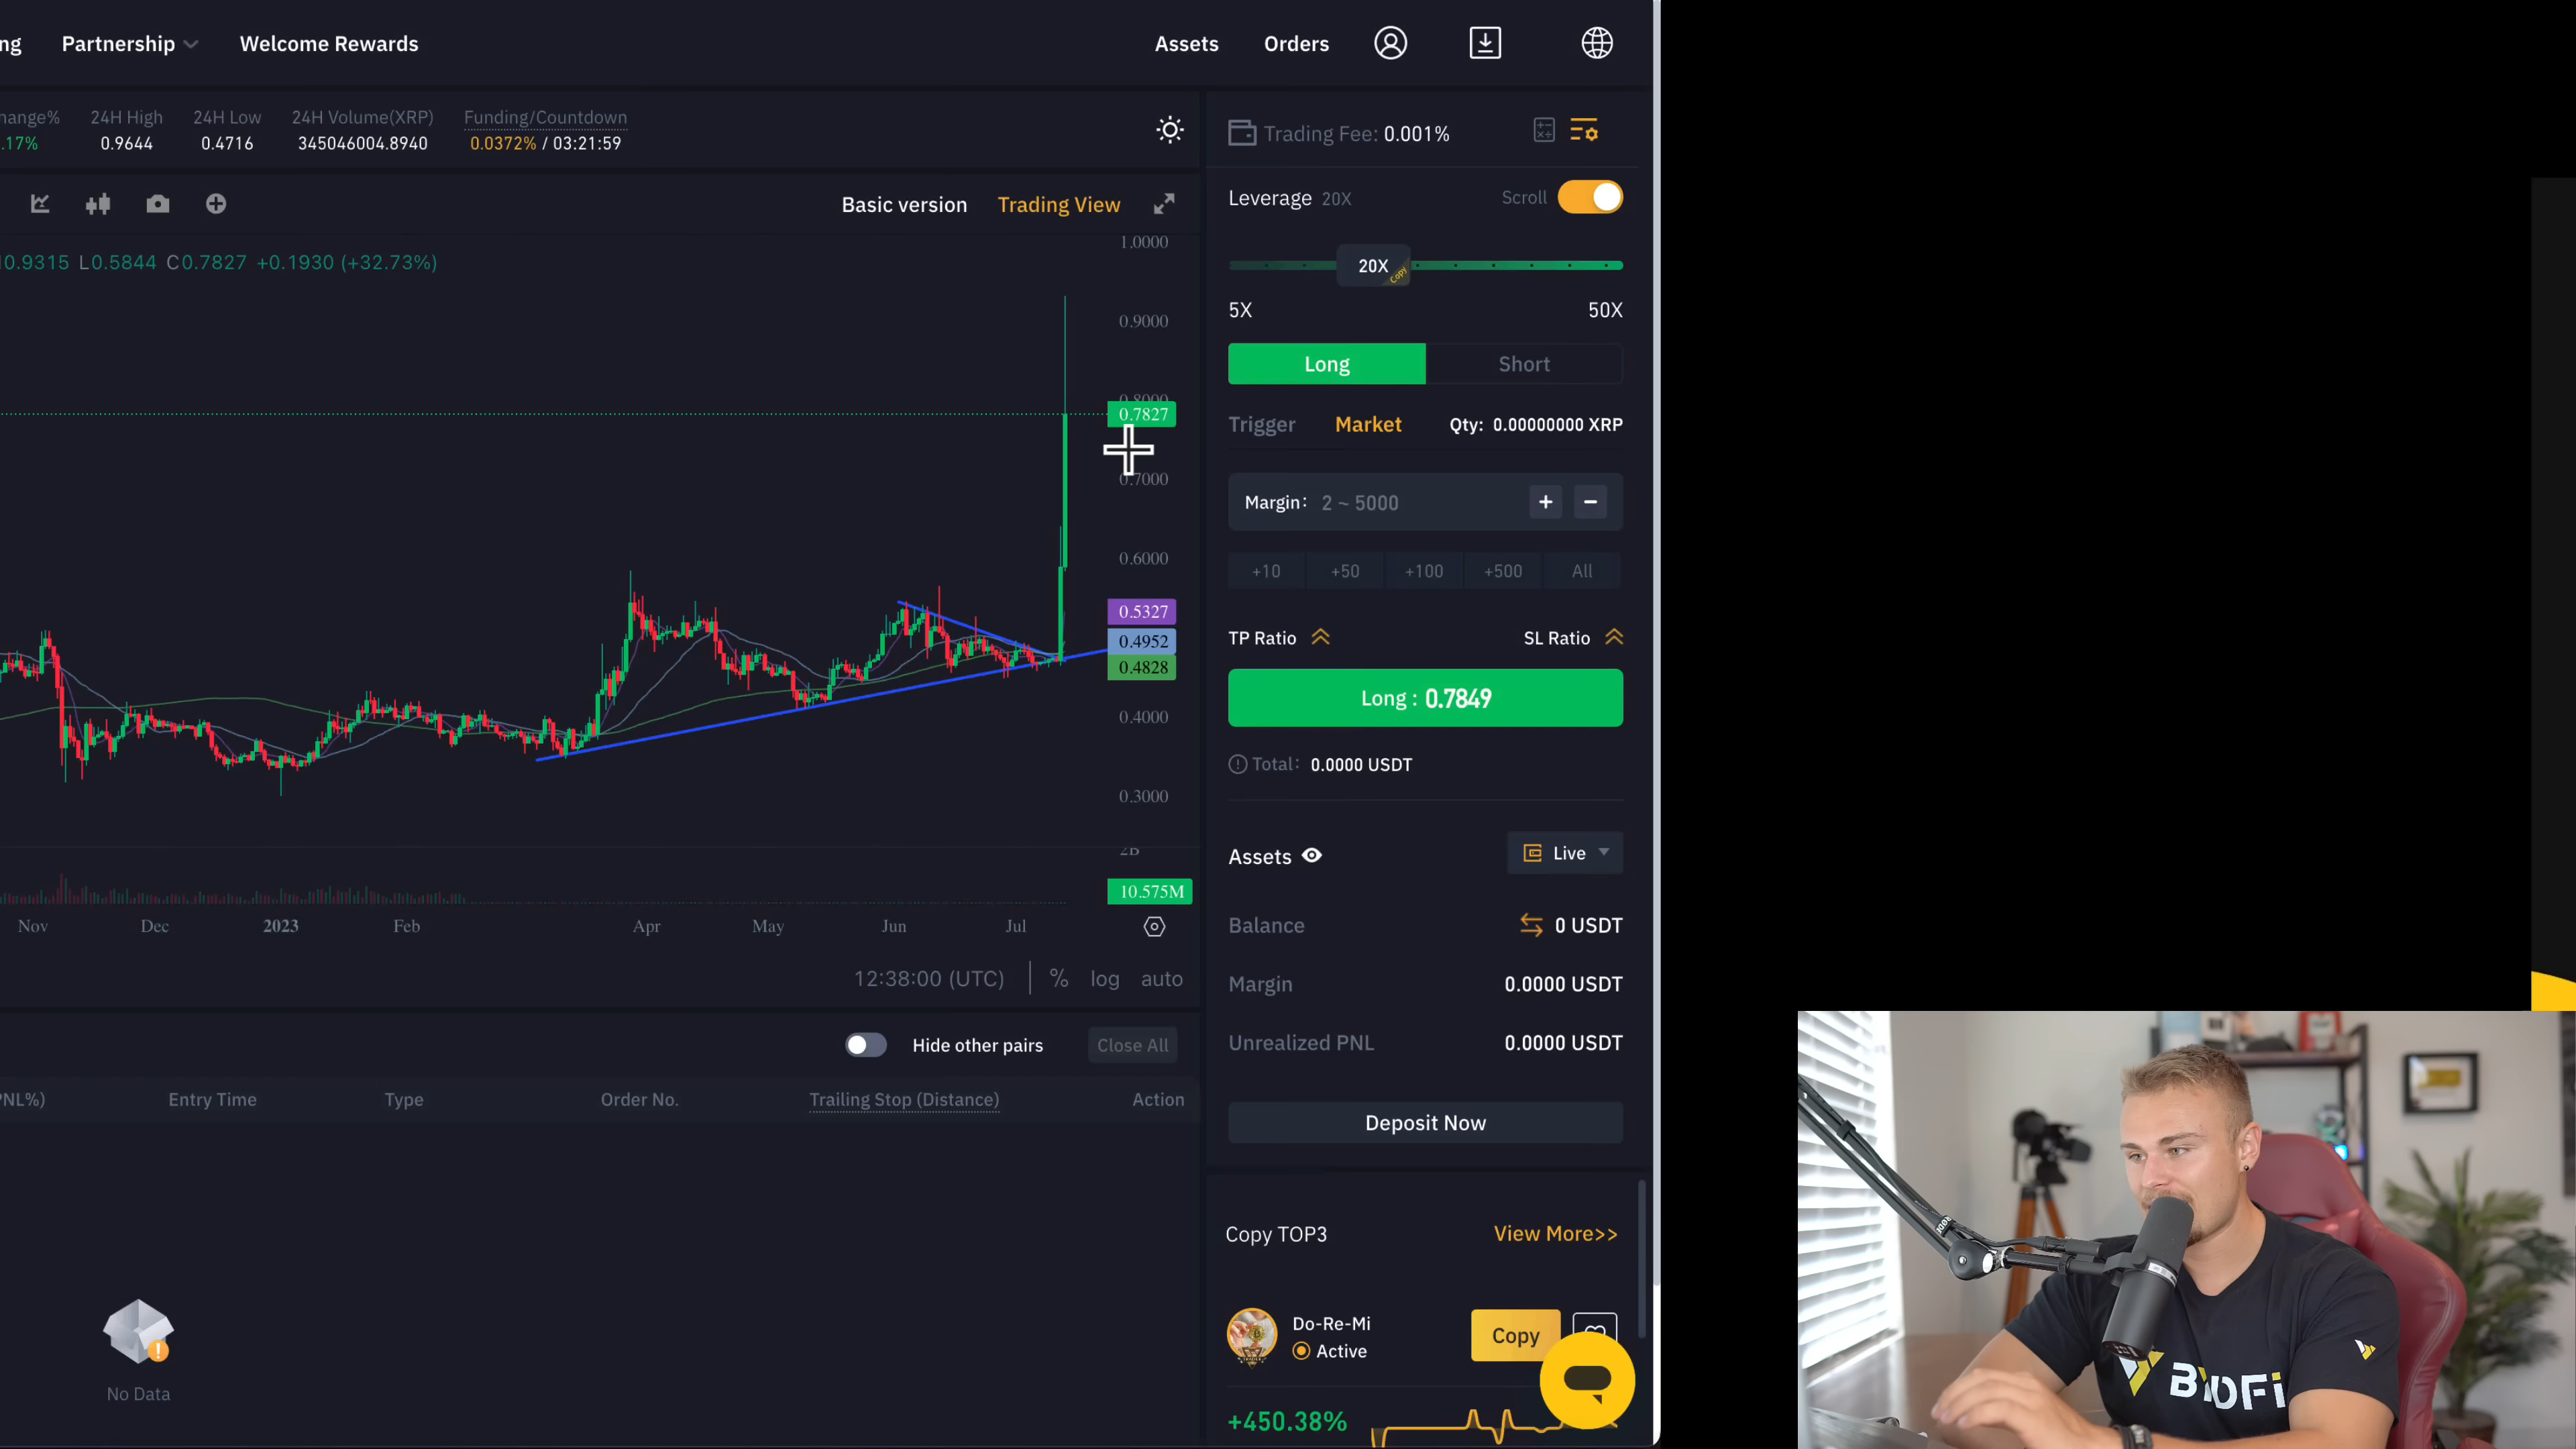 ng Partnership Welcome Rewards Assets Orders
hange% 24H High 24H Low 24H Volume(XRP) Funding/Countdown
.17% 0.9644 0.4716 345046004.8940 0.0372% / 03:21:59
Trading Fee: 0.001%
Basic version Trading View
Leverage 20X Scroll
0.9315 L0.5844 C0.7827 +0.1930 (+32.73%)
1.0000
0.9000
0.8000
0.7827
0.7000
0.6000
0.5327
0.4952
0.4828
0.4000
0.3000
2B
10.575M
Nov Dec 2023 Feb Apr May Jun Jul
12:38:00 (UTC) % log auto
20X
Copy
5X 50X
Long Short
Trigger Market Qty: 0.00000000 XRP
Margin: 2 ~ 5000 + −
+10 +50 +100 +500 All
TP Ratio SL Ratio
Long : 0.7849
Total: 0.0000 USDT
Assets Live
Balance 0 USDT
Margin 0.0000 USDT
Unrealized PNL 0.0000 USDT
Deposit Now
Hide other pairs Close All
PNL%) Entry Time Type Order No. Trailing Stop (Distance) Action
No Data
Copy TOP3 View More>>
Do-Re-Mi
Active
Copy
+450.38%
BYDFi